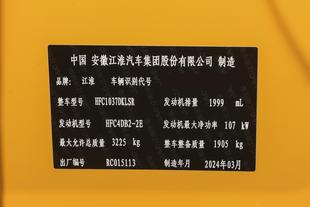 中国 安徽江淮汽车集团股份有限公司 制造
品牌： 江淮 车辆识别代号
整车型号 HFC1037DKLSR 发动机排量 1999 mL
发动机型号 HFC4DB2-2E 发动机最大净功率 107 kW
最大允许总质量 3225 kg 整车整备质量 1905 kg
出厂编号 RC015113 制造年月 2024年03月